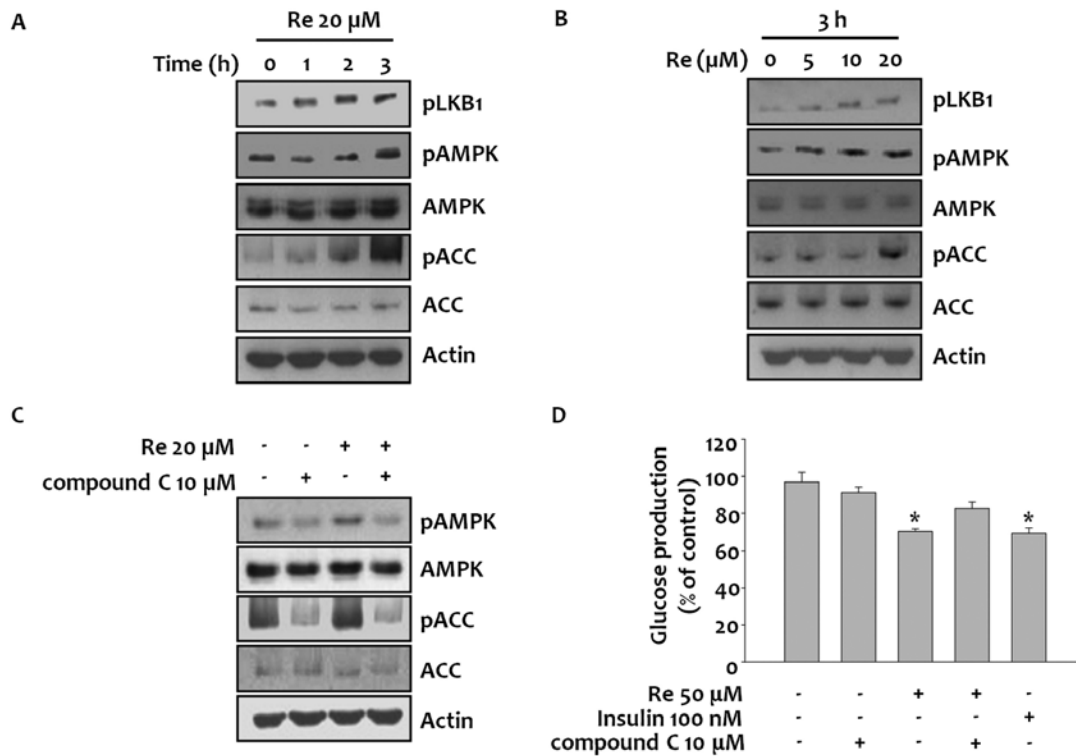 A
Re 20 µM
Time (h) 0 1 2 3
pLKB1
pAMPK
AMPK
pACC
ACC
Actin
B
3 h
Re (µM) 0 5 10 20
pLKB1
pAMPK
AMPK
pACC
ACC
Actin
C
Re 20 µM - - + +
compound C 10 µM - + - +
pAMPK
AMPK
pACC
ACC
Actin
D
Glucose production
(% of control)
120
100
80
60
40
20
0
* *
Re 50 µM - - + + -
Insulin 100 nM - - - - +
compound C 10 µM - + - + -